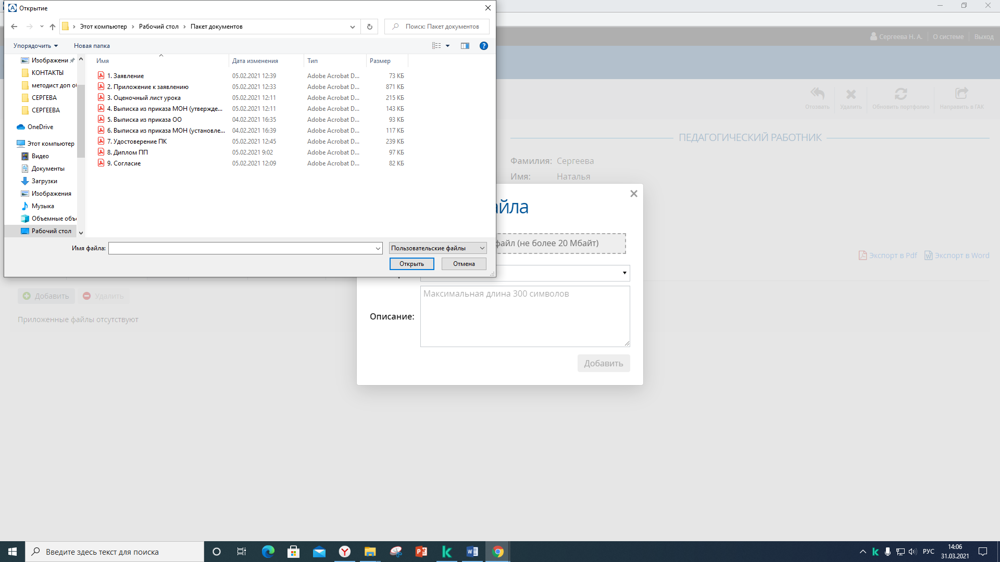 Открытие
Этот компьютер
Рабочий стол
Пакет документов
Поиск: Пакет документов
Упорядочить
Новая папка
Изображени
КОНТАКТЫ
методист доп о
СЕРГЕВА
СЕРГЕЕВА
OneDrive
Этот компьютер
Видео
Документы
Загрузки
Изображения
Музыка
Объемные объ
Рабочий стол
Имя Дата изменения Тип Размер
1. Заявление 05.02.2021 12:39 Adobe Acrobat D... 73 КБ
2. Приложение к заявлению 05.02.2021 12:33 Adobe Acrobat D... 871 КБ
3. Оценочный лист урока 05.02.2021 12:11 Adobe Acrobat D... 215 КБ
4. Выписка из приказа МОН (утвержде... 05.02.2021 12:11 Adobe Acrobat D... 143 КБ
5. Выписка из приказа ОО 04.02.2021 16:35 Adobe Acrobat D... 93 КБ
6. Выписка из приказа МОН (установле... 04.02.2021 16:39 Adobe Acrobat D... 117 КБ
7. Удостоверение ПК 05.02.2021 12:45 Adobe Acrobat D... 239 КБ
8. Диплом ПП 05.02.2021 9:02 Adobe Acrobat D... 97 КБ
9. Согласие 05.02.2021 12:09 Adobe Acrobat D... 82 КБ
Имя файла:
Пользовательские файлы
Открыть
Отмена
Сергеева Н. А. О системе Выход
Отозвать Удалить Обновить портфолио Направить в ГАК
ПЕДАГОГИЧЕСКИЙ РАБОТНИК
Фамилия: Сергеева
Имя: Наталья
айла
файл (не более 20 Мбайт)
Экспорт в Pdf Экспорт в Word
Добавить Удалить
Приложенные файлы отсутствуют
Максимальная длина 300 символов
Описание:
Добавить
Введите здесь текст для поиска
РУС
14:06
31.03.2021